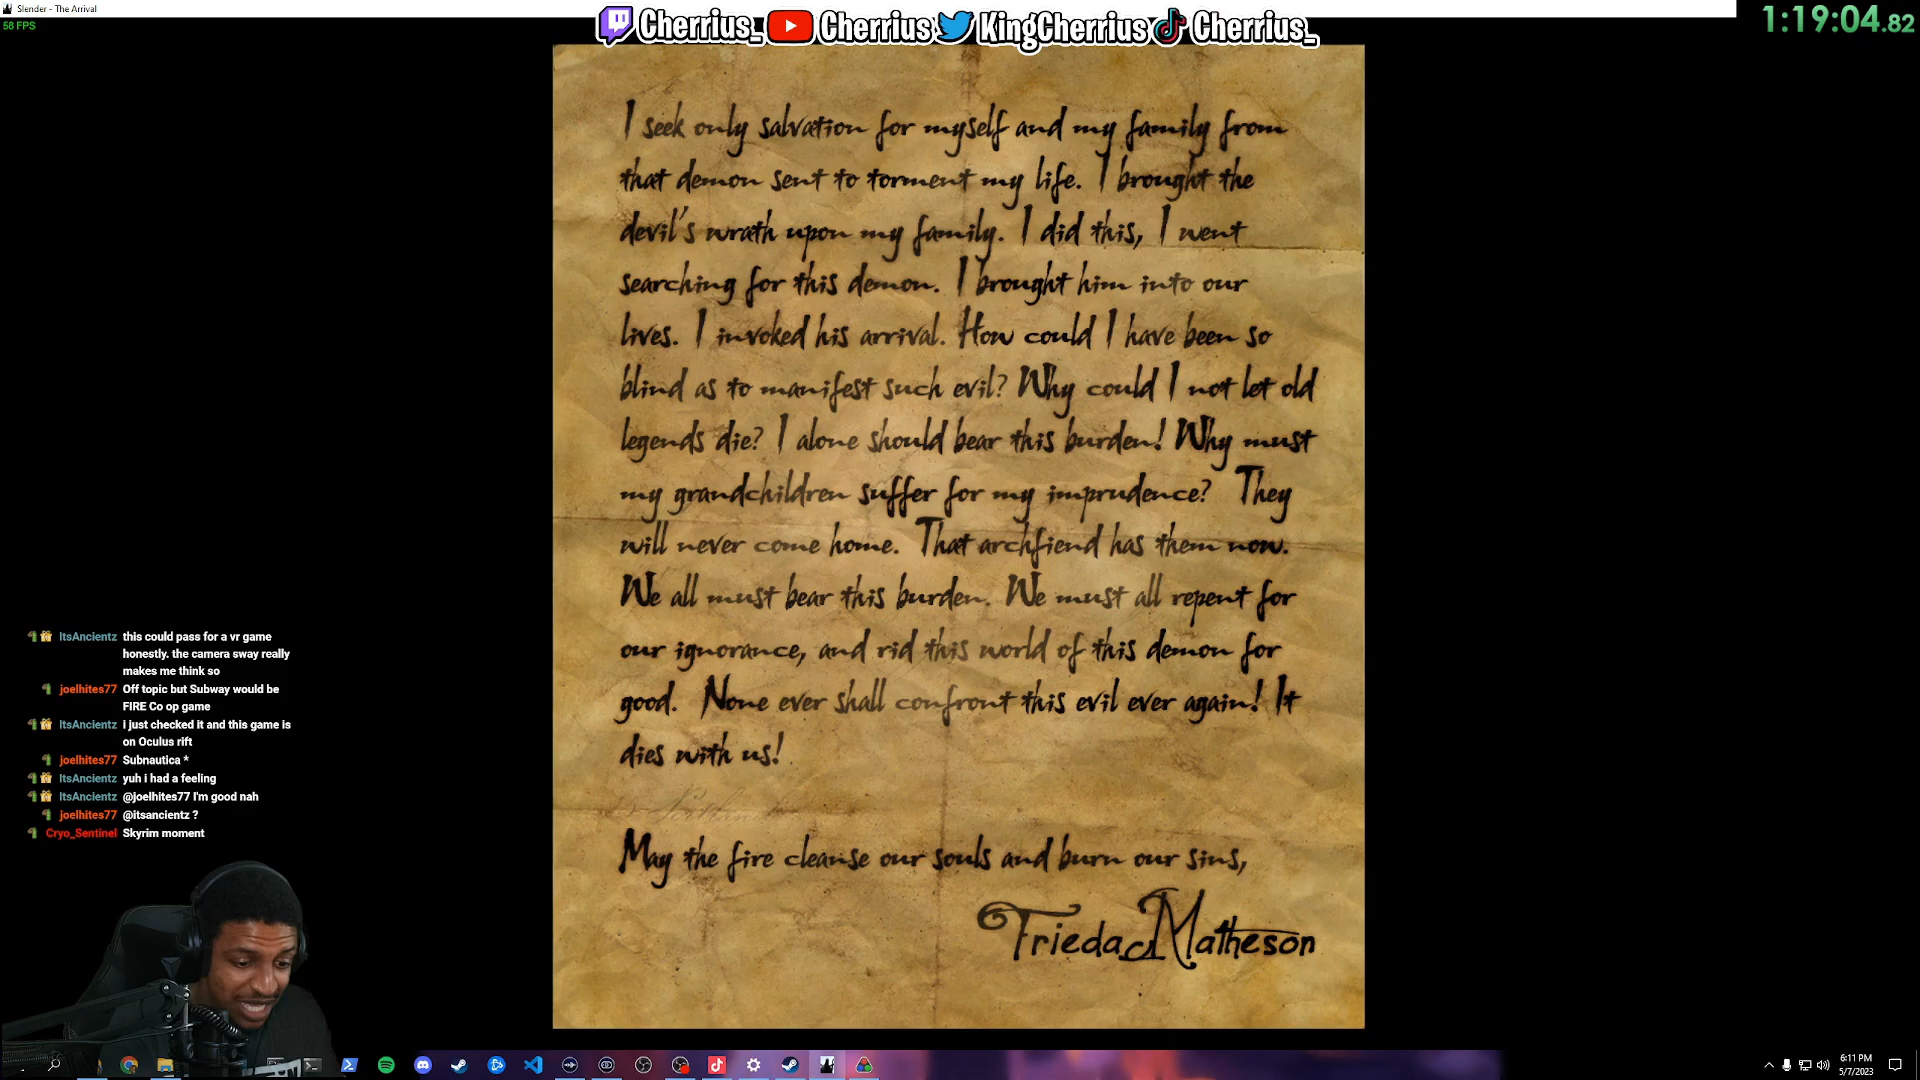 Slender - The Arrival
58 FPS
Cherrius_ Cherrius KingCherrius Cherrius_
1:19:04.82
I seek only salvation for myself and my family from
that demon sent to torment my life. I brought the
devil's wrath upon my family. I did this, I went
searching for this demon. I brought him into our
lives. I invoked his arrival. How could I have been so
blind as to manifest such evil? Why could I not let old
legends die? I alone should bear this burden! Why must
my grandchildren suffer for my imprudence? They
will never come home. That archfiend has them now.
We all must bear this burden. We must all repent for
our ignorance, and rid this world of this demon for
good. None ever shall confront this evil ever again! It
dies with us!
May the fire cleanse our souls and burn our sins,
Frieda Matheson
ItsAncientz this could pass for a vr game
honestly. the camera sway really
makes me think so
joelhites77 Off topic but Subway would be
FIRE Co op game
ItsAncientz i just checked it and this game is
on Oculus rift
joelhites77 Subnautica *
ItsAncientz yuh i had a feeling
ItsAncientz @joelhites77 I'm good nah
joelhites77 @itsancientz ?
Cryo_Sentinel Skyrim moment
6:11 PM
5/7/2023